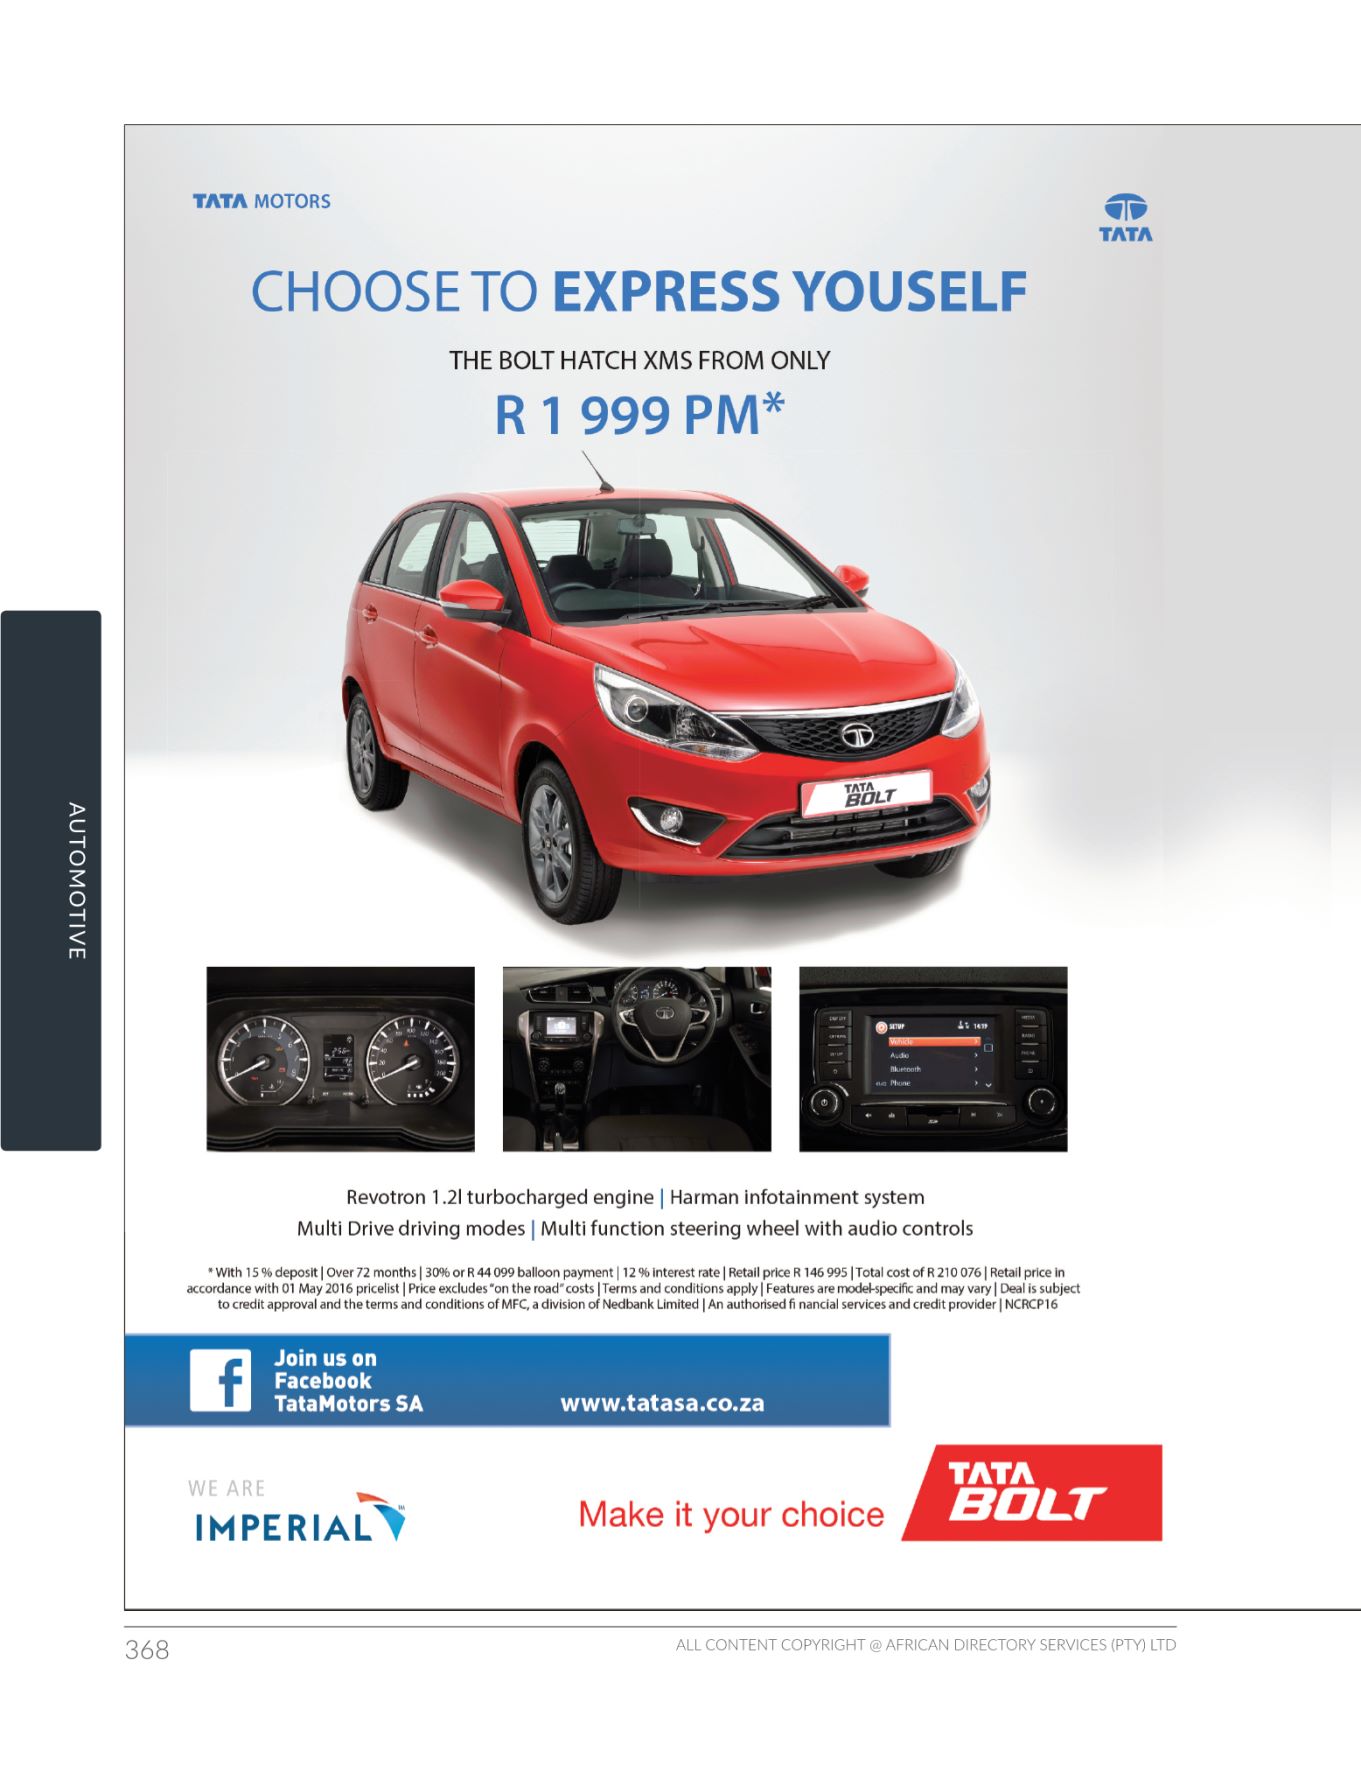 TATA MOTORS
TATA
CHOOSE TO EXPRESS YOUSELF
THE BOLT HATCH XMS FROM ONLY
R 1 999 PM*
TATA
BOLT
AUTOMOTIVE
SETUP 14:19
Vehicle
Audio
Bluetooth
Phone
MEDIA
RADIO
PHONE
Revotron 1.2l turbocharged engine | Harman infotainment system
Multi Drive driving modes | Multi function steering wheel with audio controls
* With 15 % deposit | Over 72 months | 30% or R 44 099 balloon payment | 12 % interest rate | Retail price R 146 995 | Total cost of R 210 076 | Retail price in
accordance with 01 May 2016 pricelist | Price excludes "on the road" costs | Terms and conditions apply | Features are model-specific and may vary | Deal is subject
to credit approval and the terms and conditions of MFC, a division of Nedbank Limited | An authorised fi nancial services and credit provider | NCRCP16
Join us on
Facebook
TataMotors SA
www.tatasa.co.za
WE ARE
IMPERIAL
Make it your choice
TATA
BOLT
368
ALL CONTENT COPYRIGHT @ AFRICAN DIRECTORY SERVICES (PTY) LTD